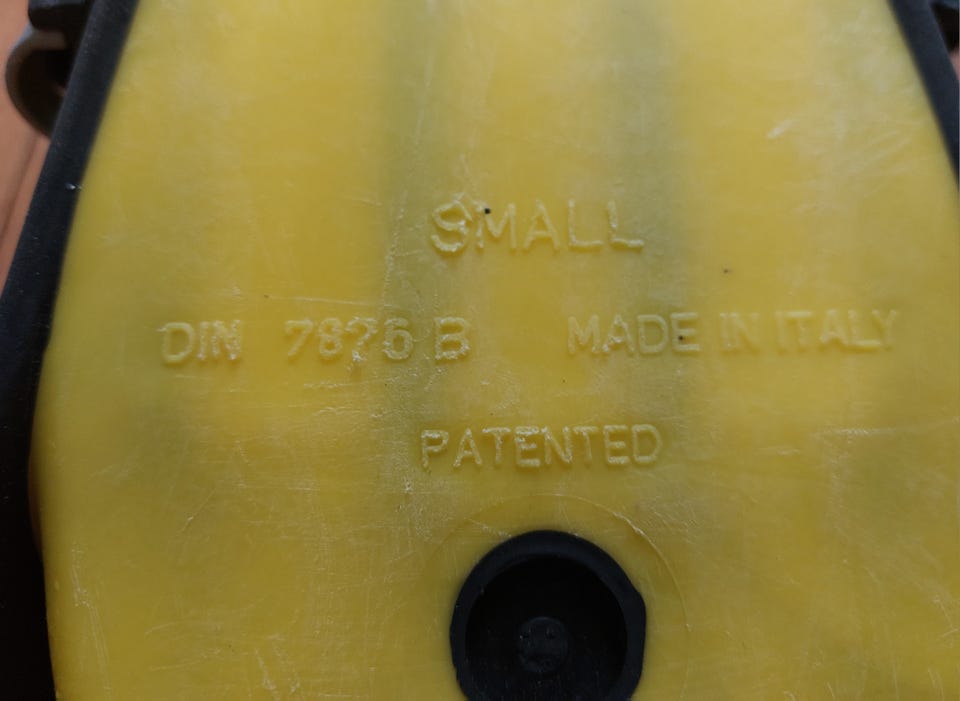 SMALL
DIN 7876 B MADE IN ITALY
PATENTED